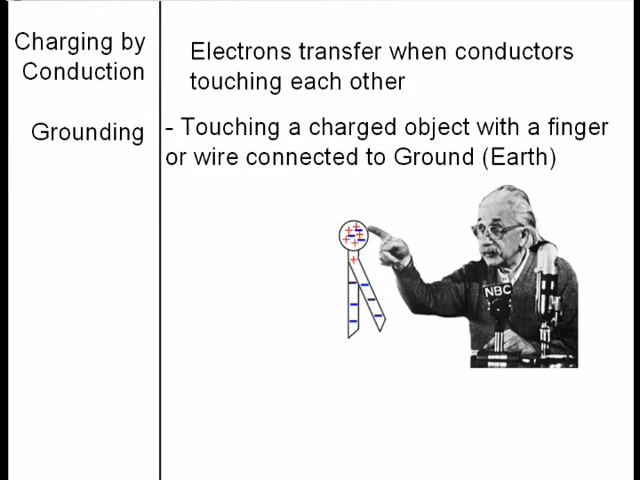 Charging by
Conduction
Electrons transfer when conductors
touching each other
Grounding
- Touching a charged object with a finger
or wire connected to Ground (Earth)
NBC